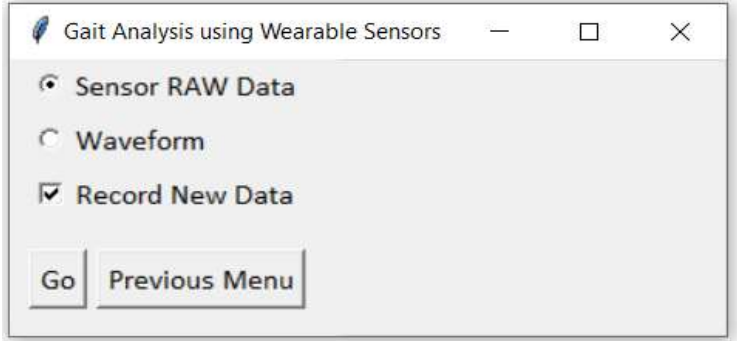 Gait Analysis using Wearable Sensors
Sensor RAW Data
Waveform
Record New Data
Go Previous Menu